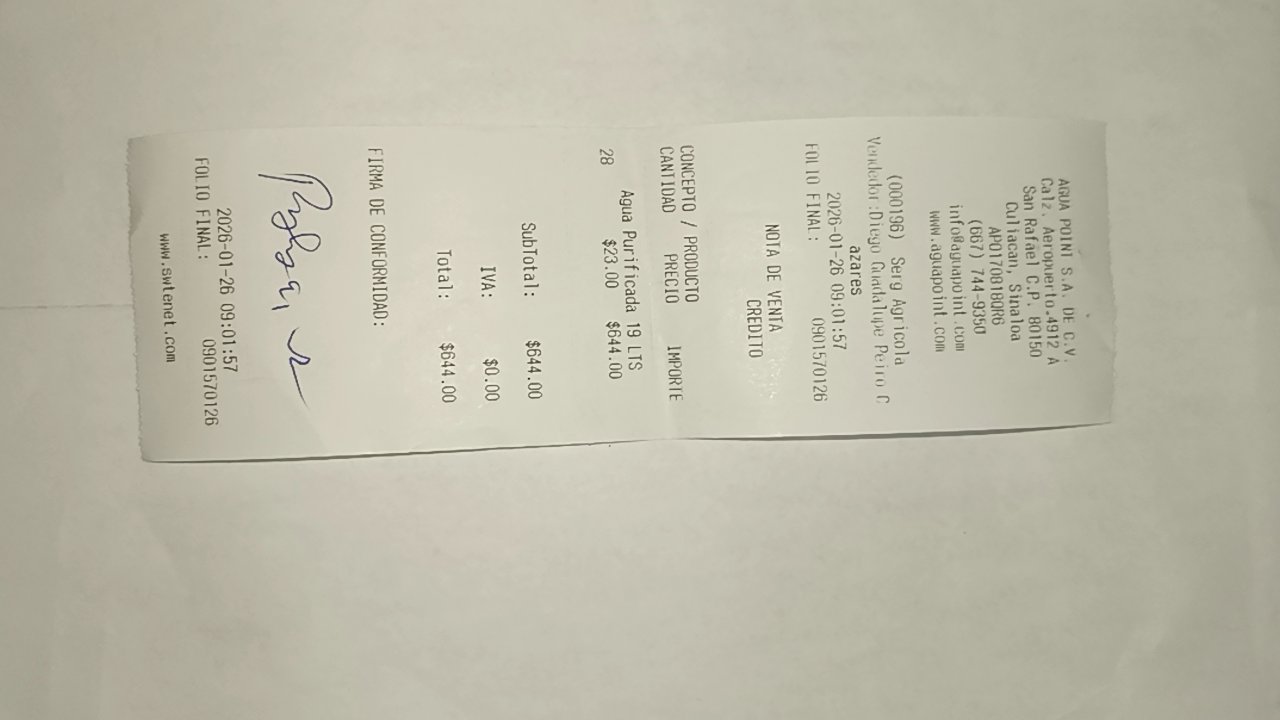 AGUA POINT S.A. DE C.V.
Calz. Aeropuerto.4912 A
San Rafael C.P. 80150
Culiacan, Sinaloa
APO170818QR6
(667) 744-9350
info@aguapoint.com
www.aguapoint.com
(000196) Serg Agricola
Vendedor:Diego Guadalupe Peiro C
azares
2026-01-26 09:01:57
FOLIO FINAL: 0901570126
NOTA DE VENTA
CREDITO
CONCEPTO / PRODUCTO
CANTIDAD PRECIO IMPORTE
Agua Purificada 19 LTS
28 $23.00 $644.00
SubTotal: $644.00
IVA: $0.00
Total: $644.00
FIRMA DE CONFORMIDAD:
2026-01-26 09:01:57
FOLIO FINAL: 0901570126
www.swtenet.com